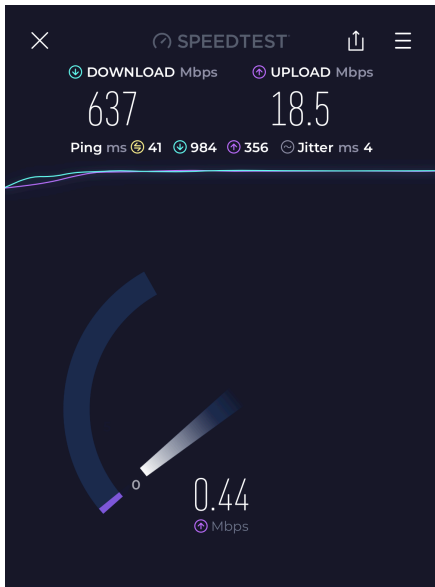 SPEEDTEST
DOWNLOAD Mbps UPLOAD Mbps
637 18.5
Ping ms 41 984 356 Jitter ms 4
0
0.44
Mbps